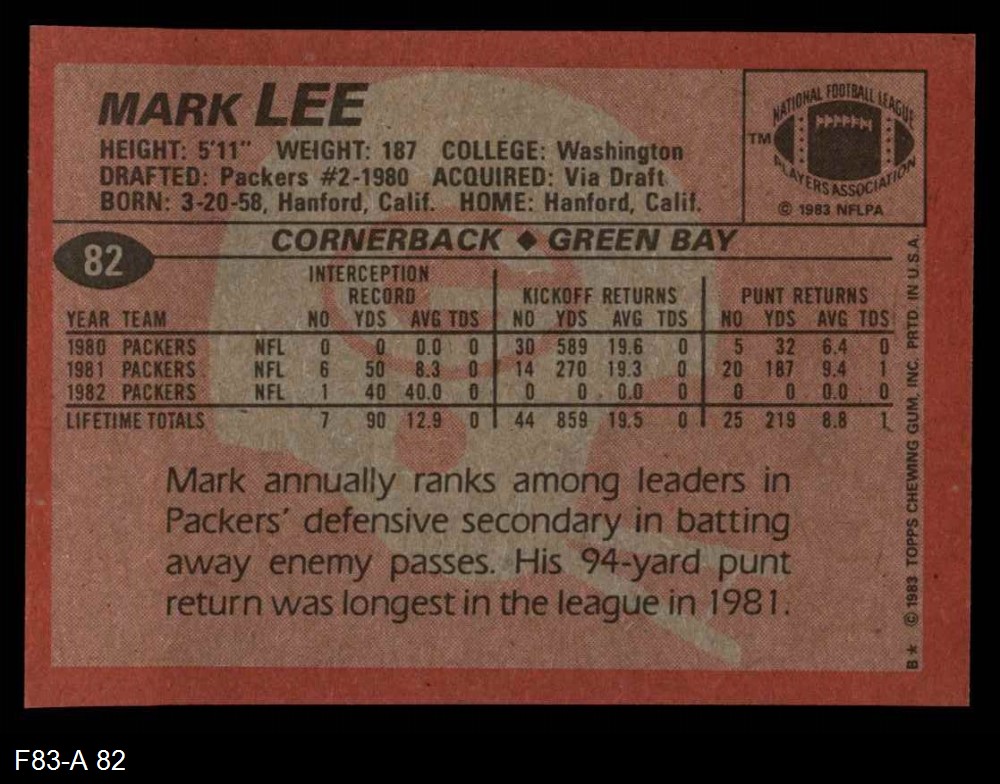 MARK LEE
HEIGHT: 5'11" WEIGHT: 187 COLLEGE: Washington
DRAFTED: Packers #2-1980 ACQUIRED: Via Draft
BORN: 3-20-58, Hanford, Calif. HOME: Hanford, Calif.
NATIONAL FOOTBALL LEAGUE
TM
PLAYERS ASSOCIATION
© 1983 NFLPA
82
CORNERBACK ◆ GREEN BAY
INTERCEPTION
RECORD KICKOFF RETURNS PUNT RETURNS
YEAR TEAM NO YDS AVG TDS NO YDS AVG TDS NO YDS AVG TDS
1980 PACKERS NFL 0 0 0.0 0 30 589 19.6 0 5 32 6.4 0
1981 PACKERS NFL 6 50 8.3 0 14 270 19.3 0 20 187 9.4 1
1982 PACKERS NFL 1 40 40.0 0 0 0 0.0 0 0 0 0.0 0
LIFETIME TOTALS 7 90 12.9 0 44 859 19.5 0 25 219 8.8 1
Mark annually ranks among leaders in
Packers' defensive secondary in batting
away enemy passes. His 94-yard punt
return was longest in the league in 1981.
B* © 1983 TOPPS CHEWING GUM, INC. PRTD. IN U.S.A.
F83-A 82